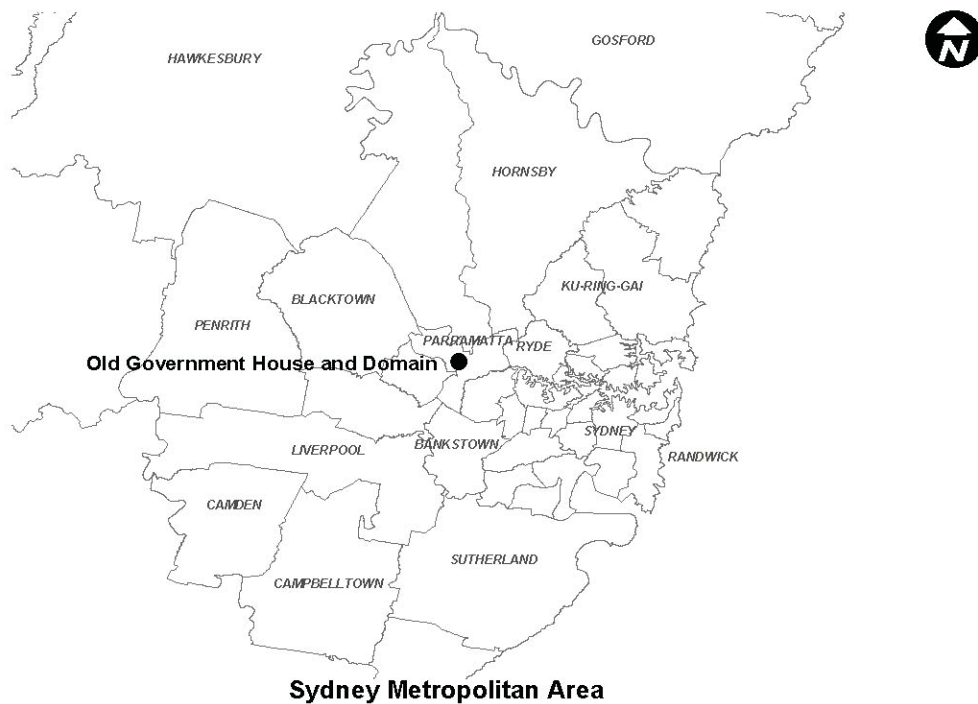 GOSFORD
N
HAWKESBURY
HORNSBY
KU-RING-GAI
BLACKTOWN
PENRITH
PARRAMATTA
RYDE
Old Government House and Domain
SYDNEY
BANKSTOWN
LIVERPOOL
RANDWICK
CAMDEN
SUTHERLAND
CAMPBELLTOWN
Sydney Metropolitan Area